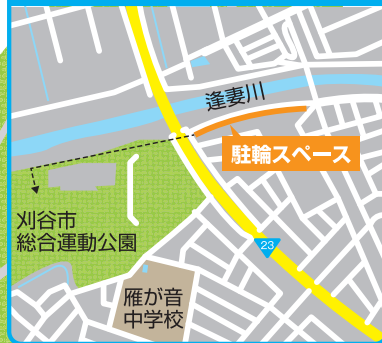 逢妻川
駐輪スペース
刈谷市
総合運動公園
23
雁が音
中学校